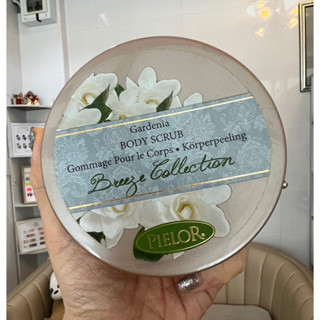 Gardenia
BODY SCRUB
Gommage Pour le Corps • Körperpeeling
Breeze Collection
PIELOR®